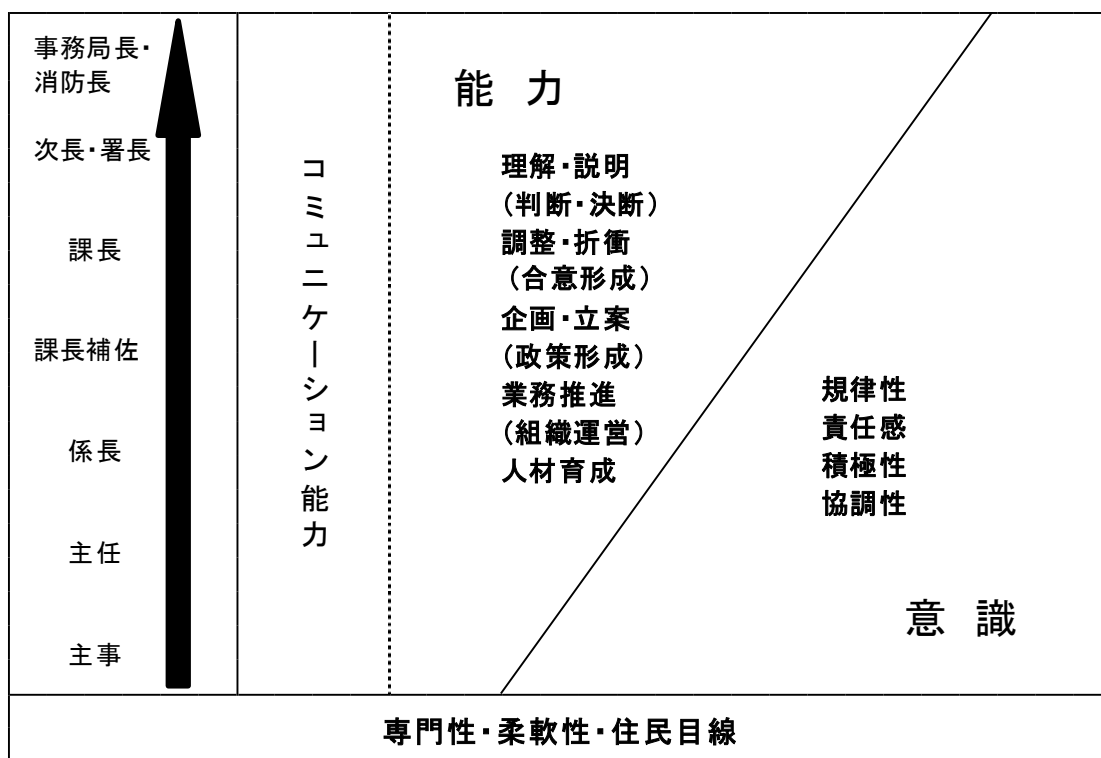 事務局長・
消防長
次長・署長
課長
課長補佐
係長
主任
主事
コミュニケーション能力
能 力
理解・説明
(判断・決断)
調整・折衝
(合意形成)
企画・立案
(政策形成)
業務推進
(組織運営)
人材育成
規律性
責任感
積極性
協調性
意 識
専門性・柔軟性・住民目線